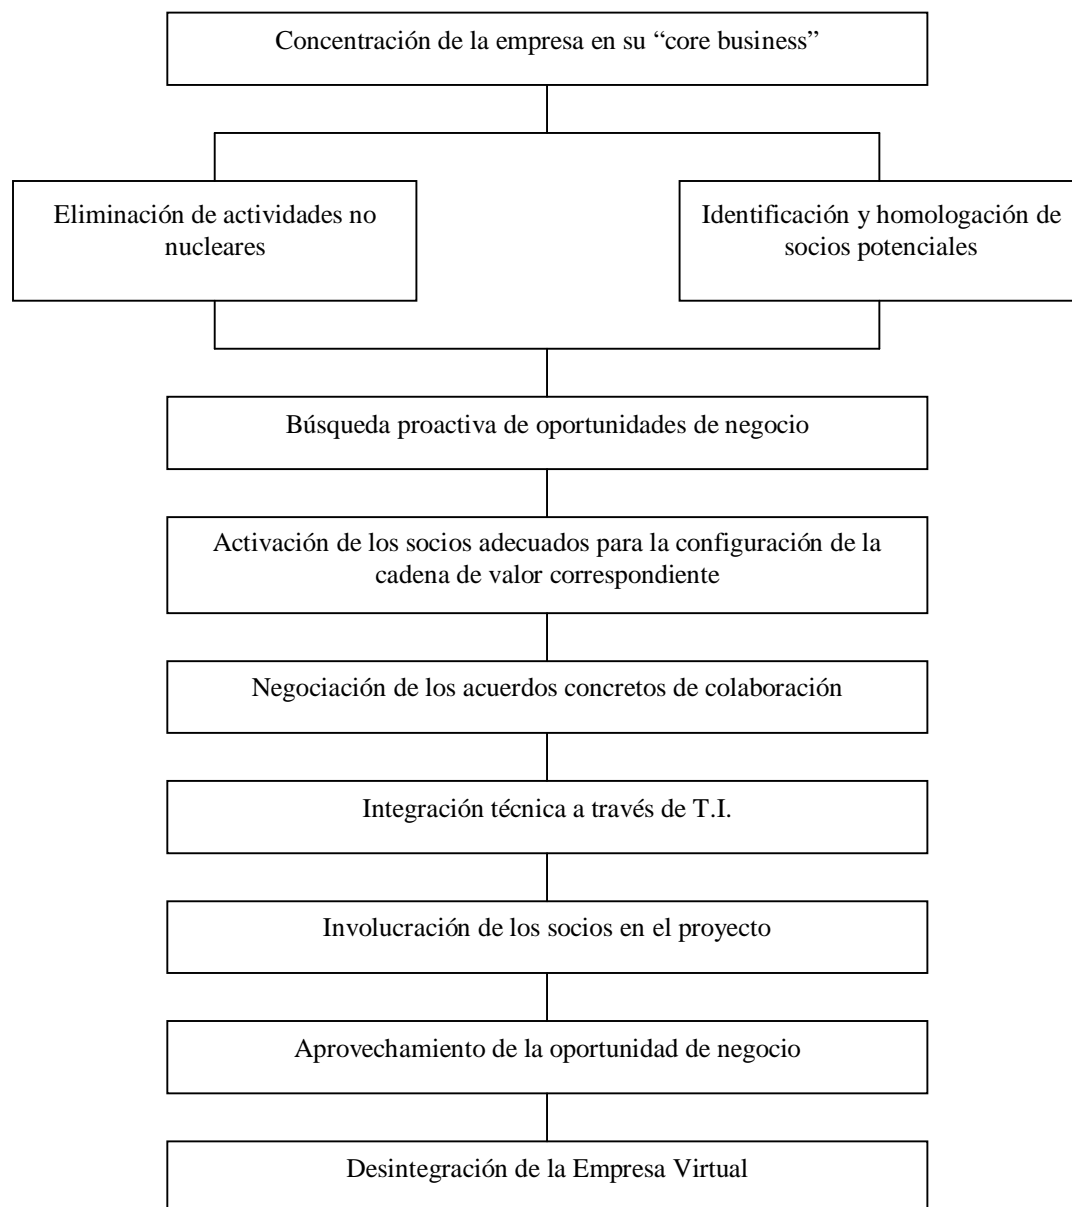 Concentración de la empresa en su “core business”
Eliminación de actividades no
nucleares
Identificación y homologación de
socios potenciales
Búsqueda proactiva de oportunidades de negocio
Activación de los socios adecuados para la configuración de la
cadena de valor correspondiente
Negociación de los acuerdos concretos de colaboración
Integración técnica a través de T.I.
Involucración de los socios en el proyecto
Aprovechamiento de la oportunidad de negocio
Desintegración de la Empresa Virtual